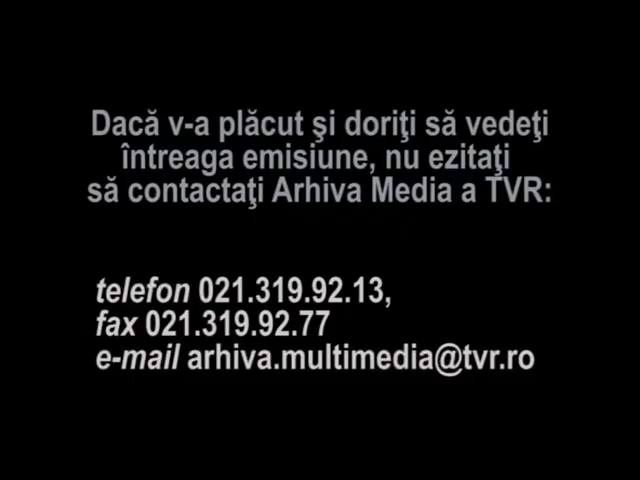 Dacă v-a plăcut şi doriţi să vedeţi
întreaga emisiune, nu ezitaţi
să contactaţi Arhiva Media a TVR:
telefon 021.319.92.13,
fax 021.319.92.77
e-mail arhiva.multimedia@tvr.ro